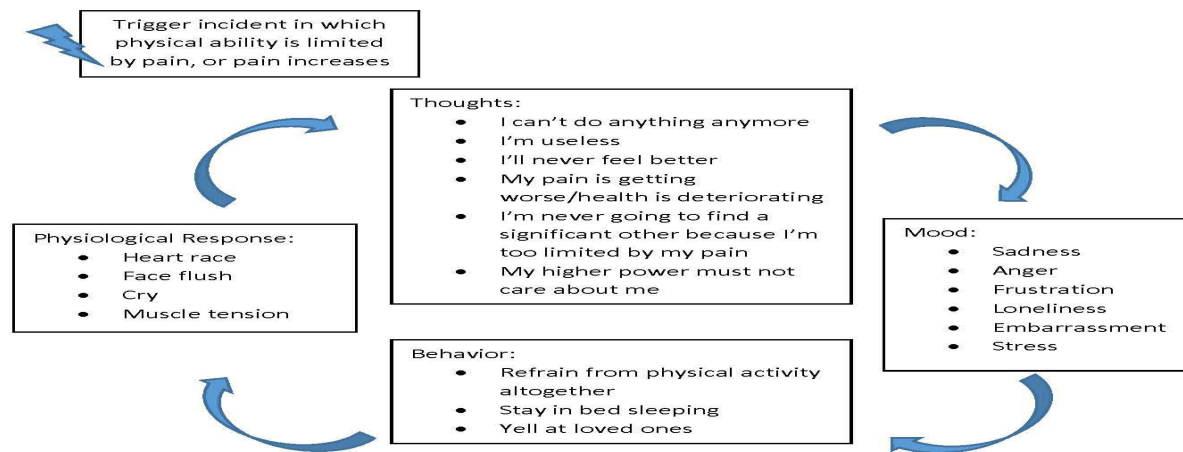 Trigger incident in which
physical ability is limited
by pain, or pain increases
Thoughts:
● I can't do anything anymore
● I'm useless
● I'll never feel better
● My pain is getting
worse/health is deteriorating
● I'm never going to find a
significant other because I'm
too limited by my pain
● My higher power must not
care about me
Mood:
● Sadness
● Anger
● Frustration
● Loneliness
● Embarrassment
● Stress
Behavior:
● Refrain from physical activity
altogether
● Stay in bed sleeping
● Yell at loved ones
Physiological Response:
● Heart race
● Face flush
● Cry
● Muscle tension